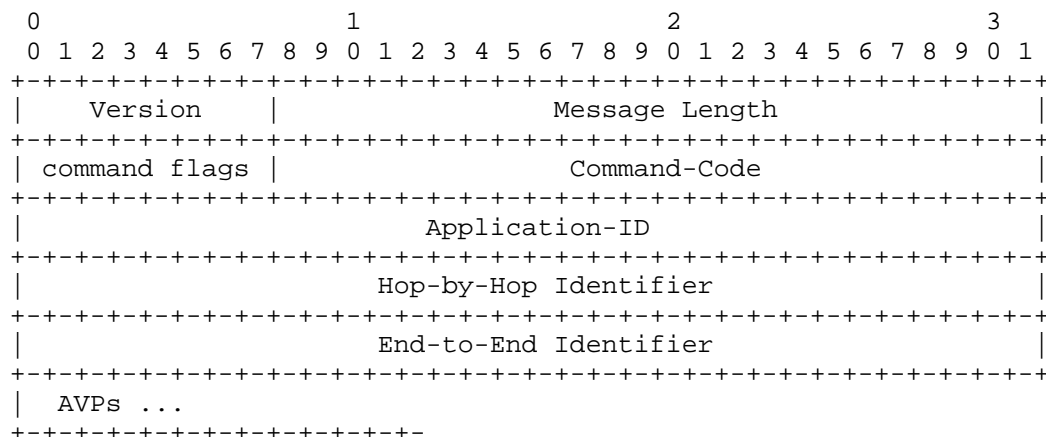 0                   1                   2                   3
 0 1 2 3 4 5 6 7 8 9 0 1 2 3 4 5 6 7 8 9 0 1 2 3 4 5 6 7 8 9 0 1
+-+-+-+-+-+-+-+-+-+-+-+-+-+-+-+-+-+-+-+-+-+-+-+-+-+-+-+-+-+-+-+-+
|    Version    |                 Message Length                |
+-+-+-+-+-+-+-+-+-+-+-+-+-+-+-+-+-+-+-+-+-+-+-+-+-+-+-+-+-+-+-+-+
| command flags |                  Command-Code                 |
+-+-+-+-+-+-+-+-+-+-+-+-+-+-+-+-+-+-+-+-+-+-+-+-+-+-+-+-+-+-+-+-+
|                         Application-ID                        |
+-+-+-+-+-+-+-+-+-+-+-+-+-+-+-+-+-+-+-+-+-+-+-+-+-+-+-+-+-+-+-+-+
|                      Hop-by-Hop Identifier                    |
+-+-+-+-+-+-+-+-+-+-+-+-+-+-+-+-+-+-+-+-+-+-+-+-+-+-+-+-+-+-+-+-+
|                      End-to-End Identifier                    |
+-+-+-+-+-+-+-+-+-+-+-+-+-+-+-+-+-+-+-+-+-+-+-+-+-+-+-+-+-+-+-+-+
|  AVPs ...
+-+-+-+-+-+-+-+-+-+-+-+-+-